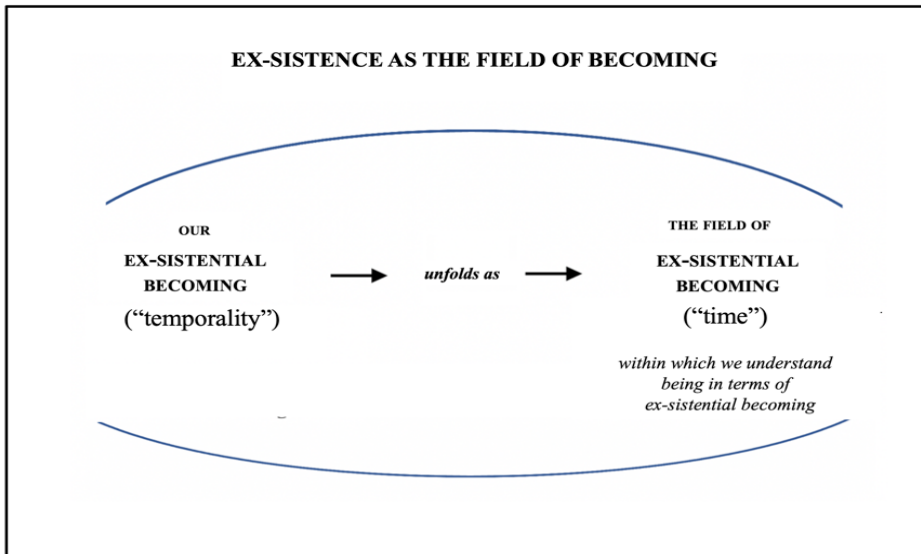 EX-SISTENCE AS THE FIELD OF BECOMING
OUR
EX-SISTENTIAL
BECOMING
(“temporality”)
unfolds as
THE FIELD OF
EX-SISTENTIAL
BECOMING
(“time”)
within which we understand
being in terms of
ex-sistential becoming